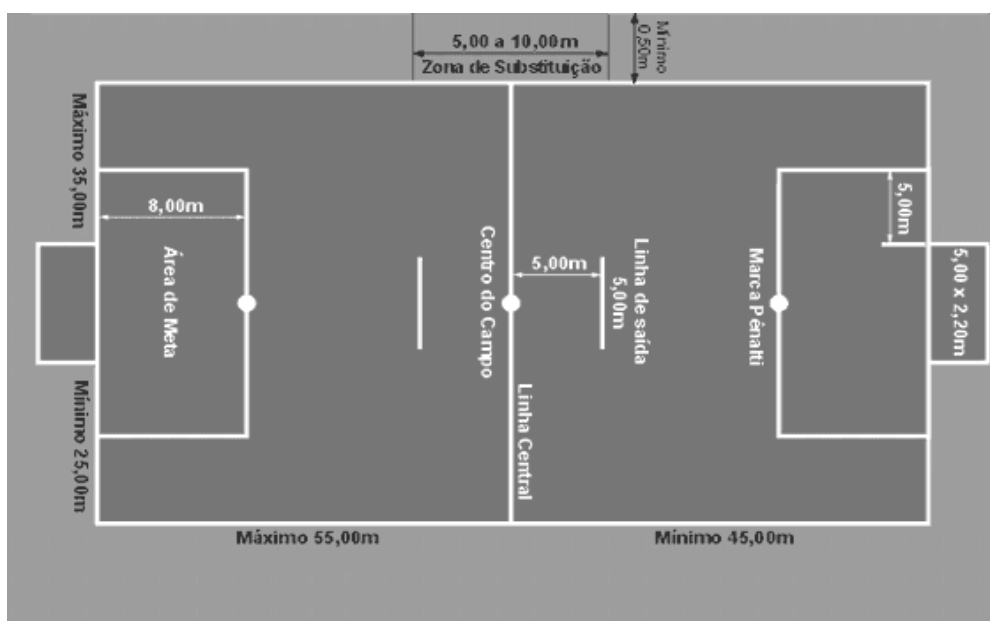 5,00 a 10,00m
Zona de Substituição
Mínimo
0,50m
Máximo 35,00m
Mínimo 25,00m
8,00m
Área de Meta
Centro do Campo
Linha Central
5,00m
Linha de saída
5,00m
Marca Pênalti
5,00m
5,00 x 2,20m
Máximo 55,00m
Mínimo 45,00m